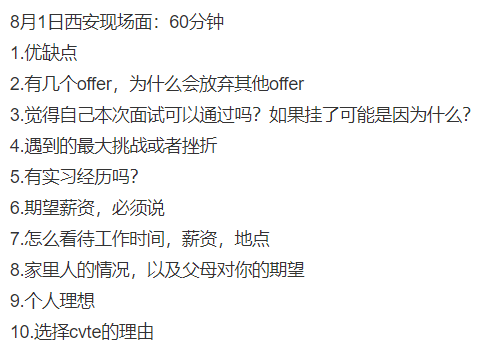 8月1日西安现场面：60分钟
1.优缺点
2.有几个offer，为什么会放弃其他offer
3.觉得自己本次面试可以通过吗？如果挂了可能是因为什么？
4.遇到的最大挑战或者挫折
5.有实习经历吗？
6.期望薪资，必须说
7.怎么看待工作时间，薪资，地点
8.家里人的情况，以及父母对你的期望
9.个人理想
10.选择cvte的理由